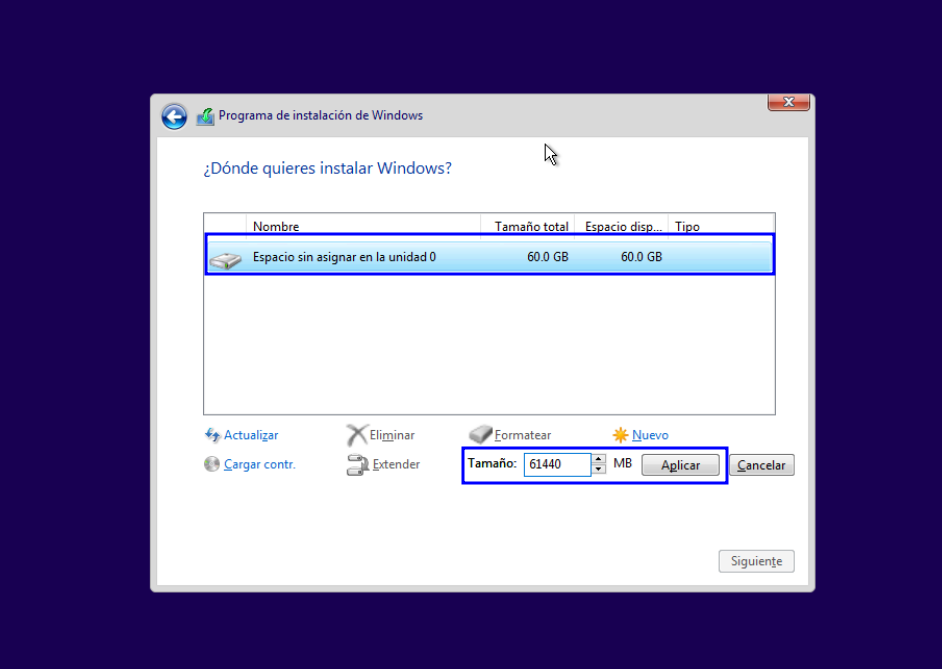 Programa de instalación de Windows
¿Dónde quieres instalar Windows?
Nombre Tamaño total Espacio disp... Tipo
Espacio sin asignar en la unidad 0 60.0 GB 60.0 GB
Actualizar Eliminar Formatear Nuevo
Cargar contr. Extender Tamaño: 61440 MB Aplicar Cancelar
Siguiente